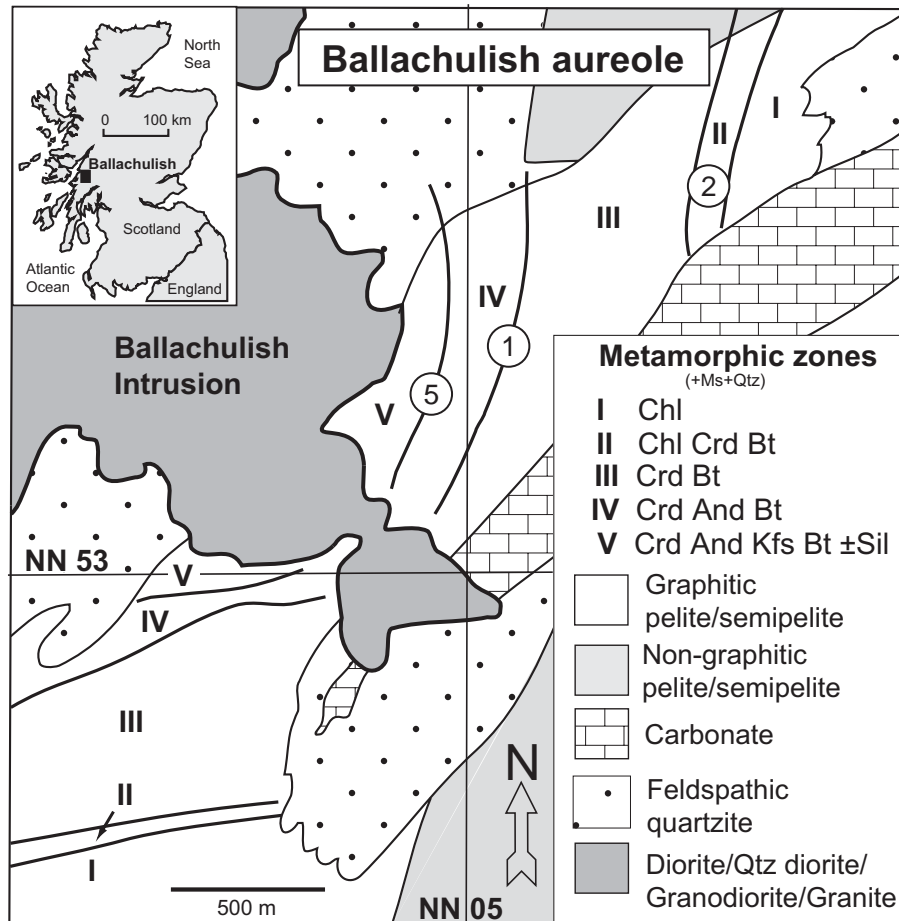 Ballachulish aureole
North
Sea
0 100 km
Ballachulish
Scotland
Atlantic
Ocean
England
I
II
2
III
IV
1
Ballachulish
Intrusion
5
V
NN 53
V
IV
III
II
I
500 m
NN 05
N
Metamorphic zones
(+Ms+Qtz)
I Chl
II Chl Crd Bt
III Crd Bt
IV Crd And Bt
V Crd And Kfs Bt ±Sil
Graphitic
pelite/semipelite
Non-graphitic
pelite/semipelite
Carbonate
Feldspathic
quartzite
Diorite/Qtz diorite/
Granodiorite/Granite